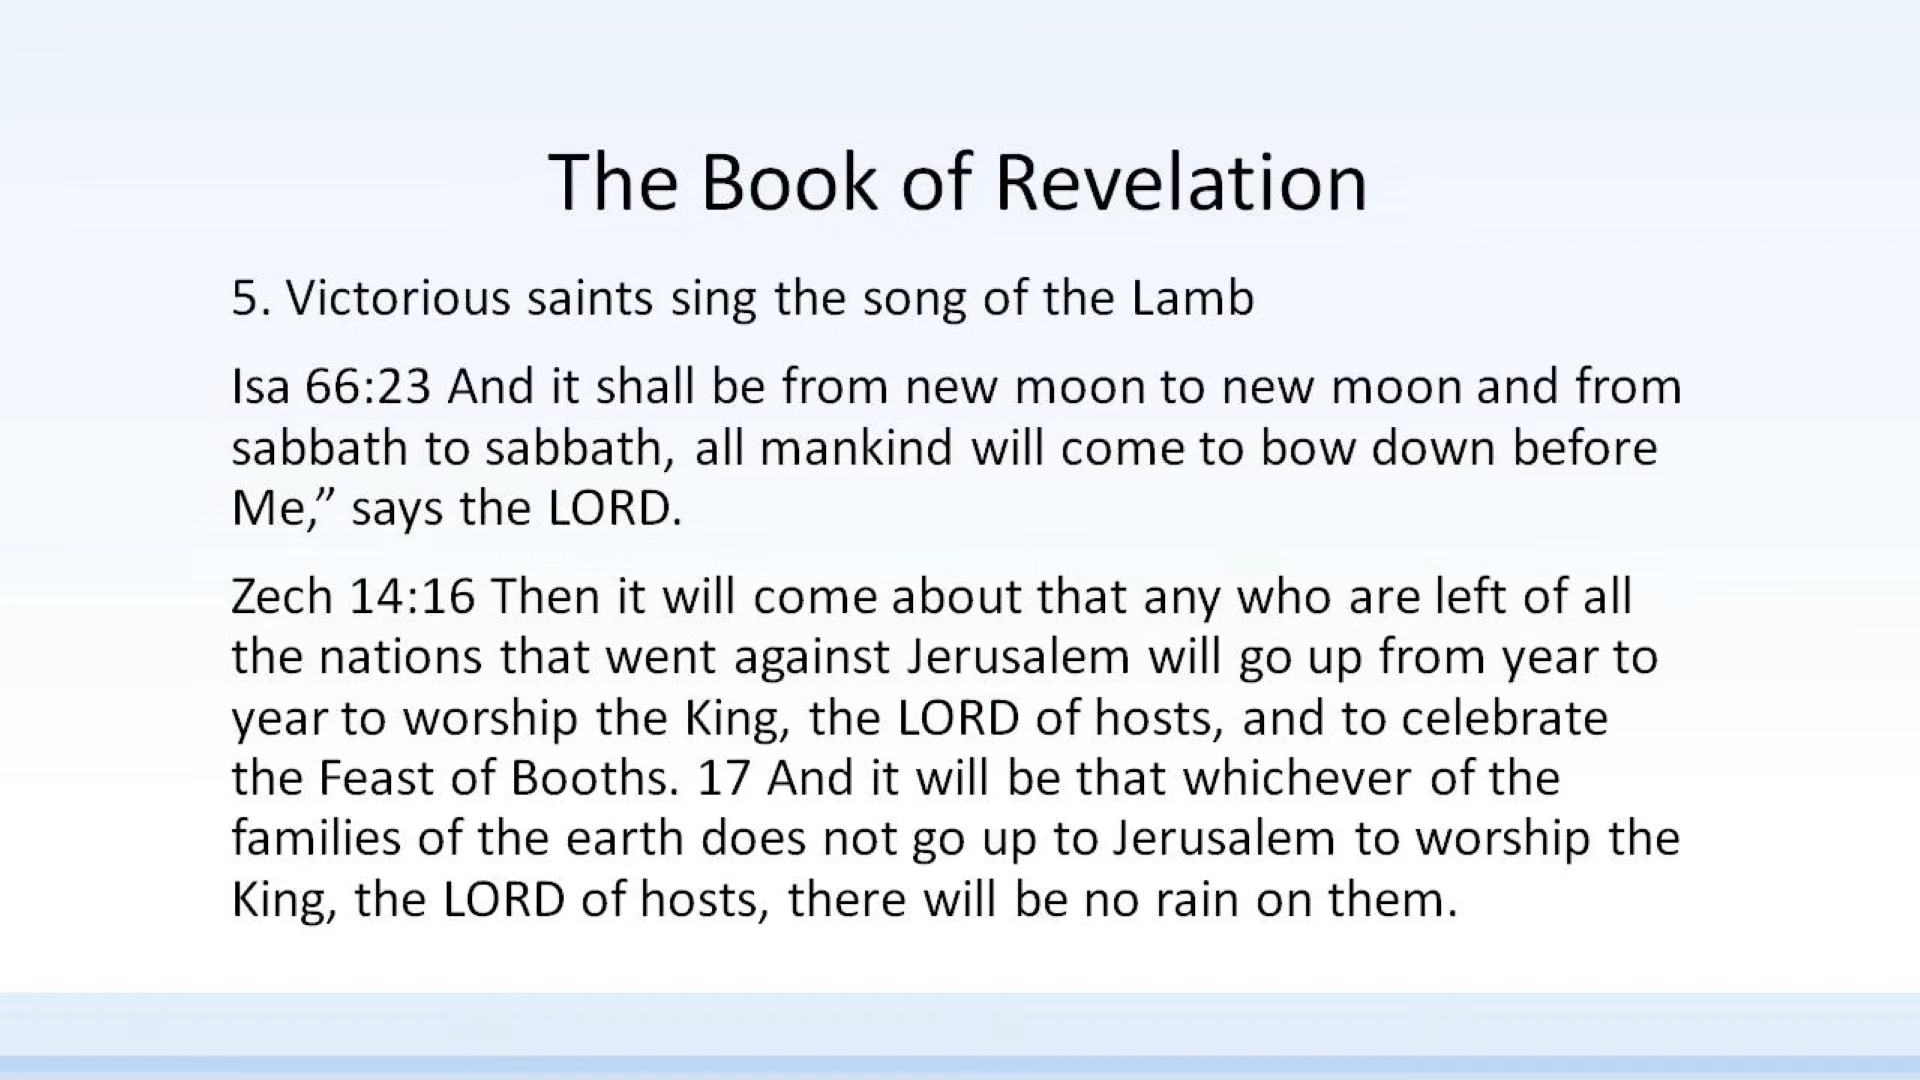 The Book of Revelation
5. Victorious saints sing the song of the Lamb
Isa 66:23 And it shall be from new moon to new moon and from
sabbath to sabbath, all mankind will come to bow down before
Me,” says the LORD.
Zech 14:16 Then it will come about that any who are left of all
the nations that went against Jerusalem will go up from year to
year to worship the King, the LORD of hosts, and to celebrate
the Feast of Booths. 17 And it will be that whichever of the
families of the earth does not go up to Jerusalem to worship the
King, the LORD of hosts, there will be no rain on them.